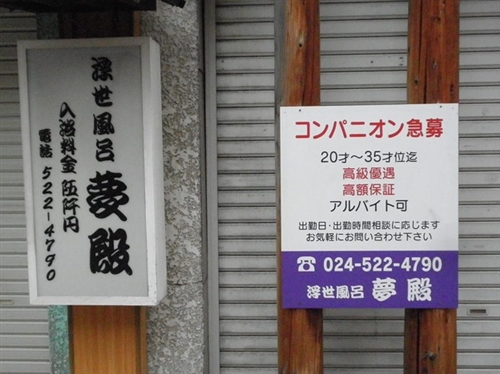 浮世風呂 夢殿
入浴料金 伍阡円
電話 522-4790
コンパニオン急募
20才〜35才位迄
高級優遇
高額保証
アルバイト可
出勤日・出勤時間相談に応じます
お気軽にお問い合わせ下さい
☎ 024-522-4790
浮世風呂 夢殿